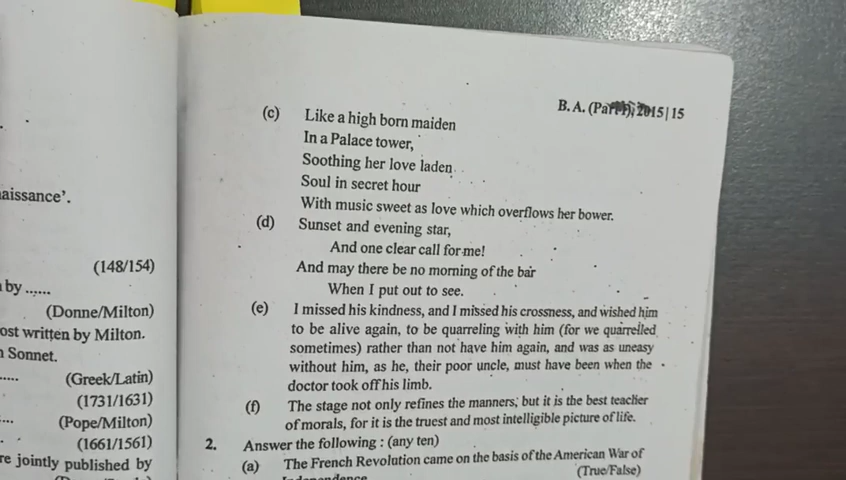 aissance'.
(148/154)
by ......
(Donne/Milton)
ost written by Milton.
Sonnet.
..... (Greek/Latin)
(1731/1631)
... (Pope/Milton)
(1661/1561)
re jointly published by
B. A. (Part-I), 2015|15
(c) Like a high born maiden
In a Palace tower,
Soothing her love laden
Soul in secret hour
With music sweet as love which overflows her bower.
(d) Sunset and evening star,
And one clear call for me!
And may there be no morning of the bar
When I put out to see.
(e) I missed his kindness, and I missed his crossness, and wished him
to be alive again, to be quarreling with him (for we quarrelled
sometimes) rather than not have him again, and was as uneasy
without him, as he, their poor uncle, must have been when the
doctor took off his limb.
(f) The stage not only refines the manners, but it is the best teacher
of morals, for it is the truest and most intelligible picture of life.
2. Answer the following : (any ten)
(a) The French Revolution came on the basis of the American War of
Independence (True/False)